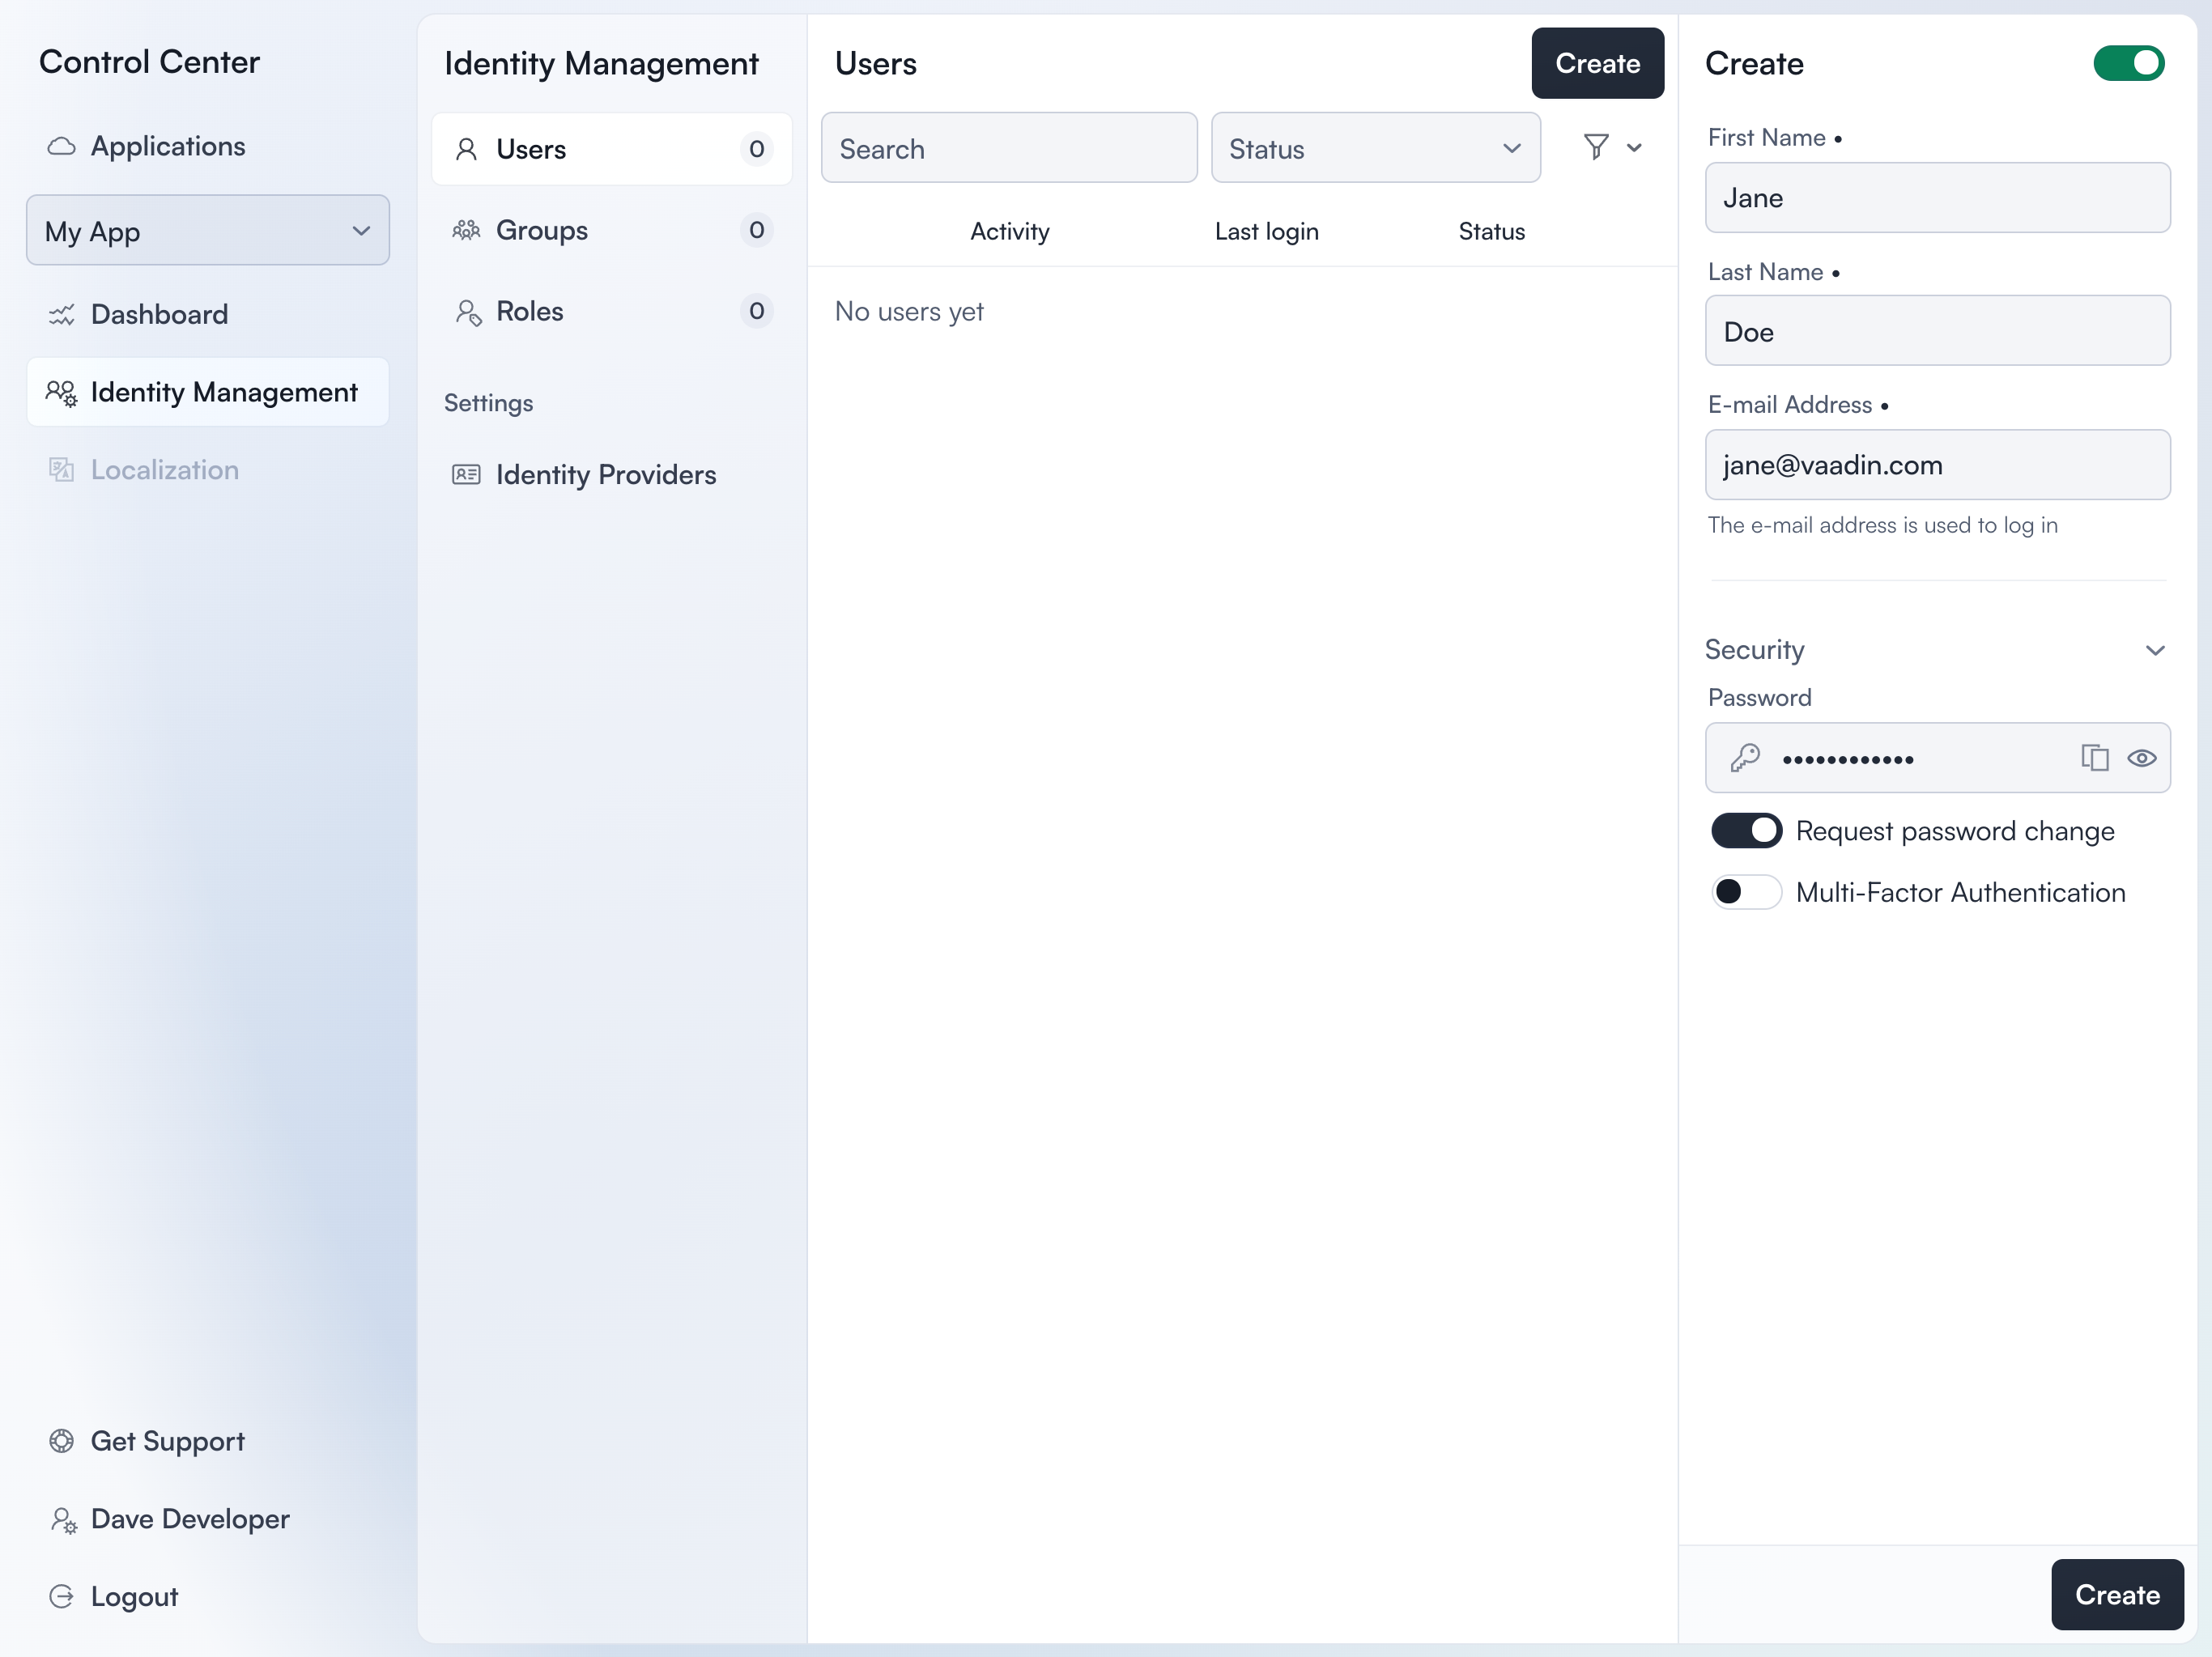 Control Center
Applications
My App
Dashboard
Identity Management
Localization
Get Support
Dave Developer
Logout
Identity Management
Users 0
Groups 0
Roles 0
Settings
Identity Providers
Users Create
Search Status
Activity Last login Status
No users yet
Create
First Name •
Jane
Last Name •
Doe
E-mail Address •
jane@vaadin.com
The e-mail address is used to log in
Security
Password
••••••••••••
Request password change
Multi-Factor Authentication
Create